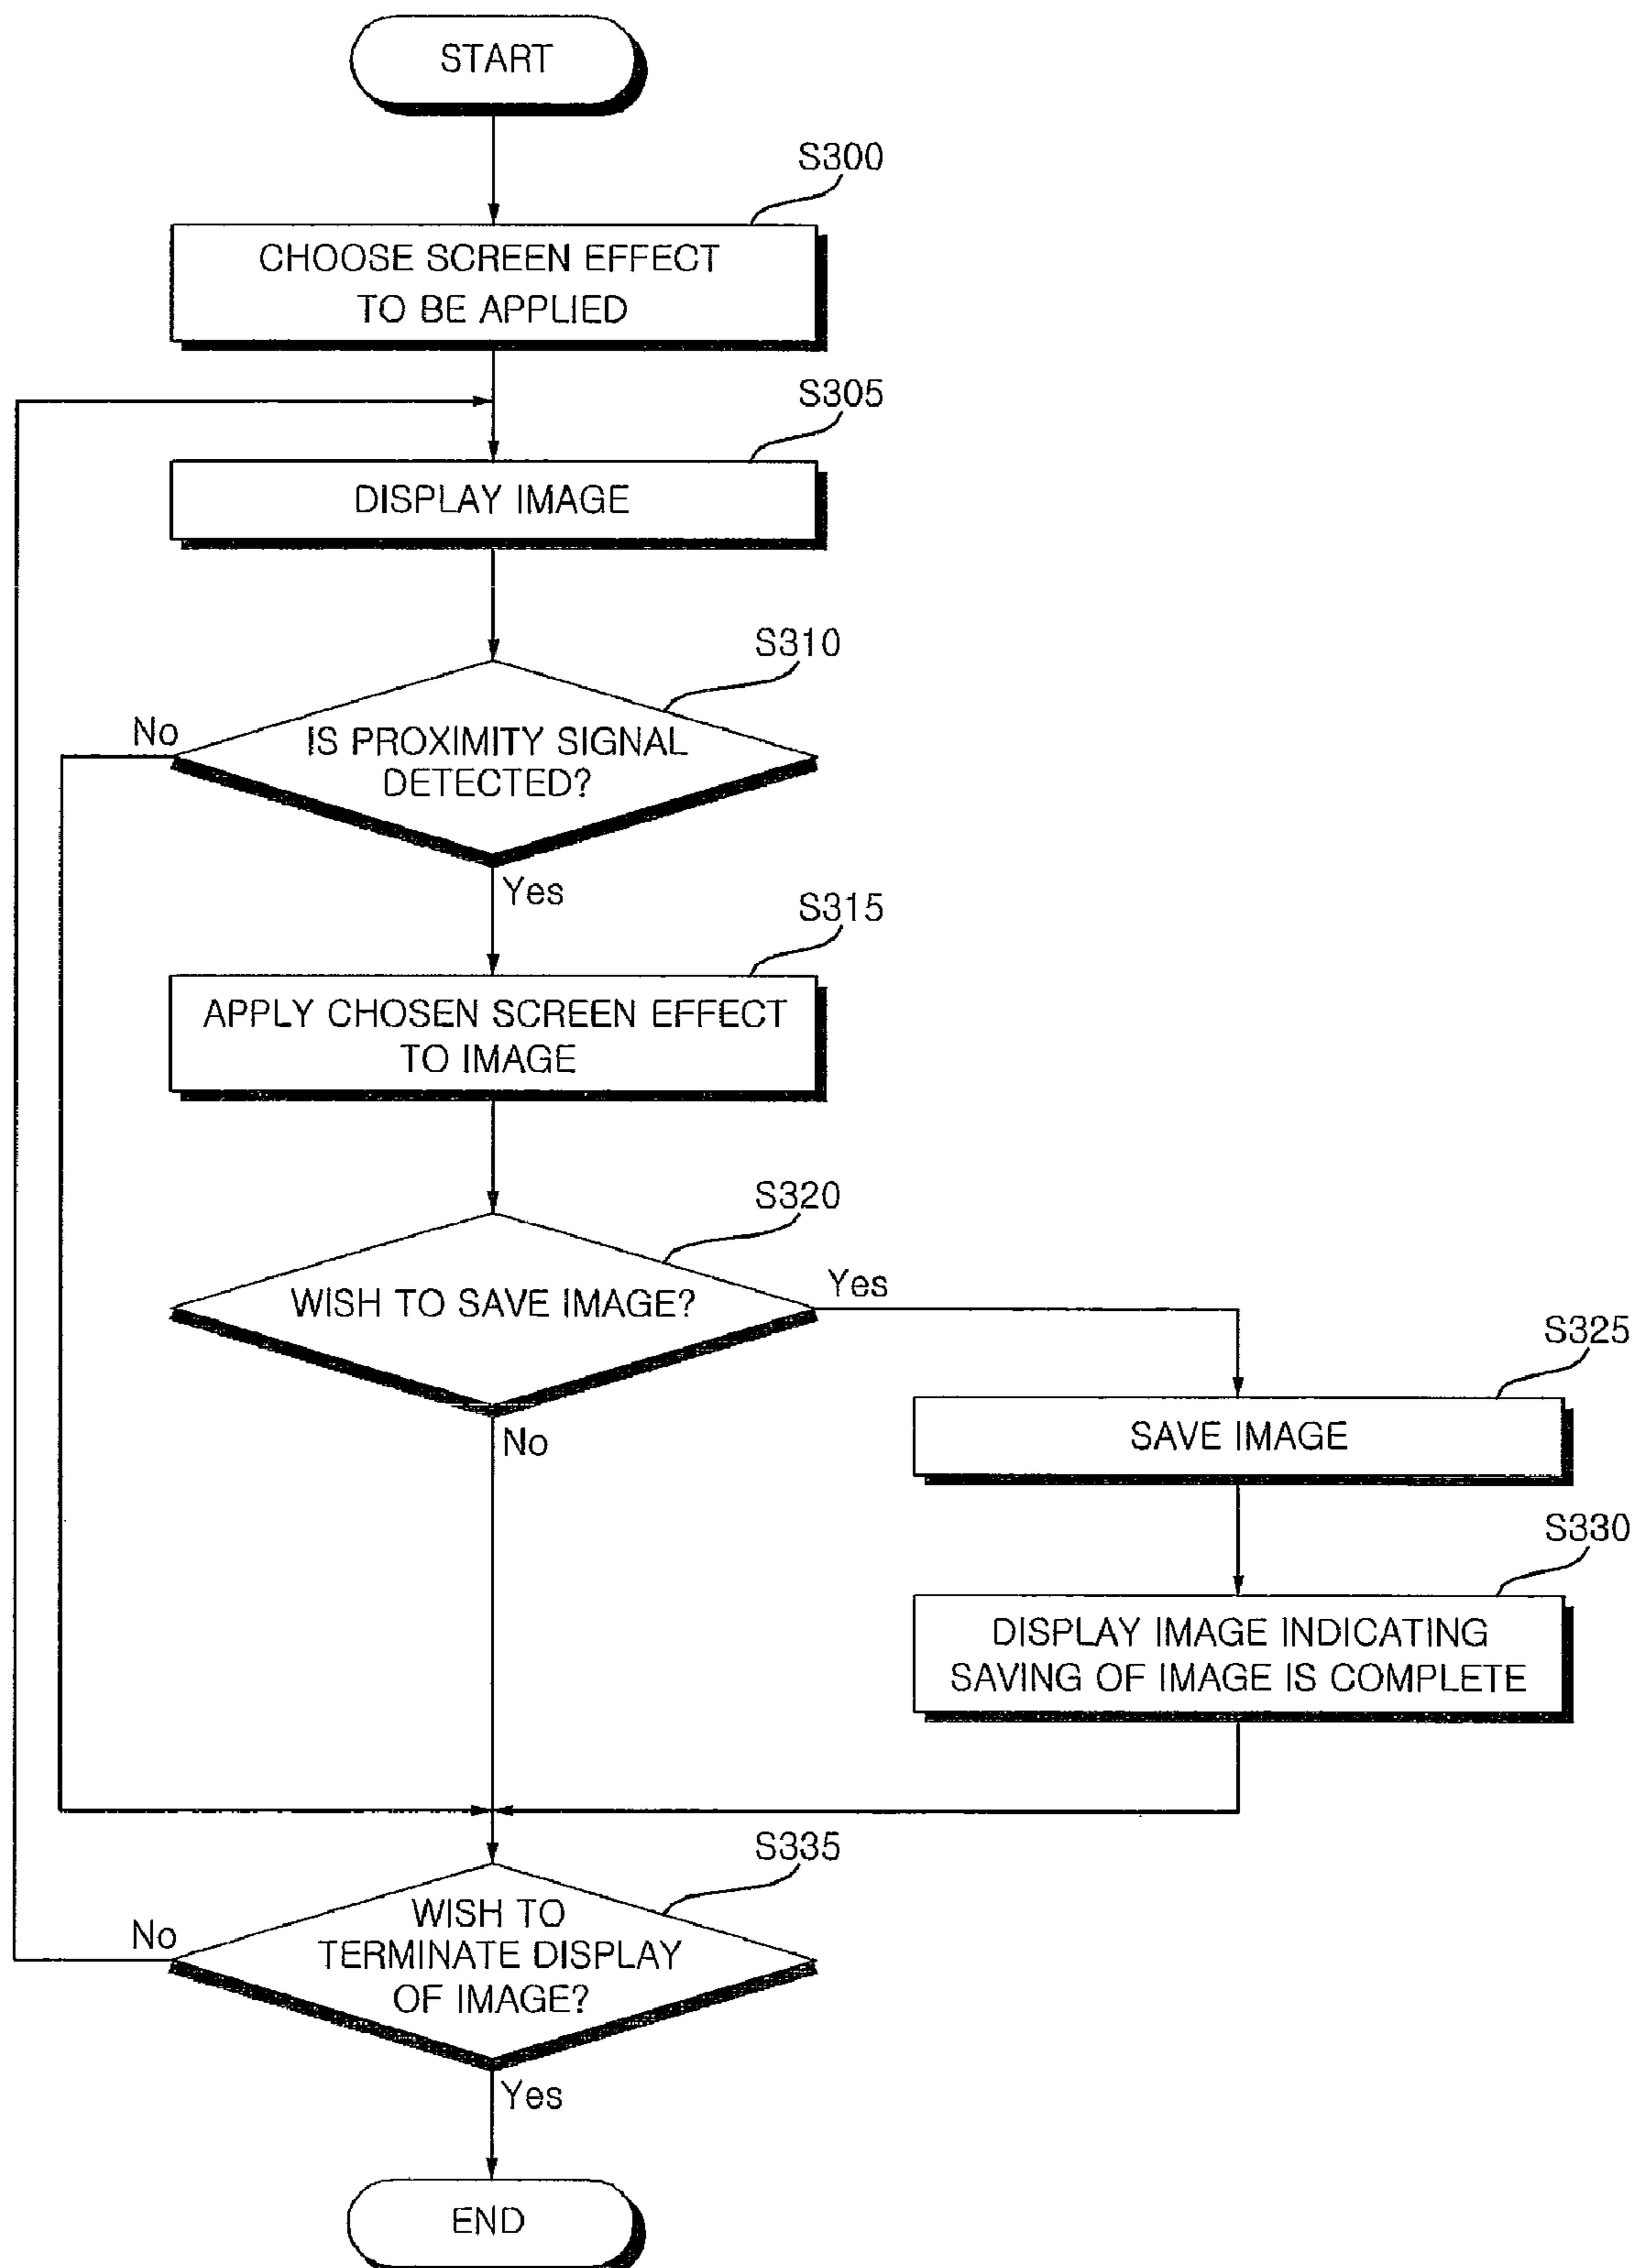 START
S300
CHOOSE SCREEN EFFECT
TO BE APPLIED
S305
DISPLAY IMAGE
S310
No
IS PROXIMITY SIGNAL
DETECTED?
Yes
S315
APPLY CHOSEN SCREEN EFFECT
TO IMAGE
S320
WISH TO SAVE IMAGE?
Yes
No
S325
SAVE IMAGE
S330
DISPLAY IMAGE INDICATING
SAVING OF IMAGE IS COMPLETE
S335
No
WISH TO
TERMINATE DISPLAY
OF IMAGE?
Yes
END